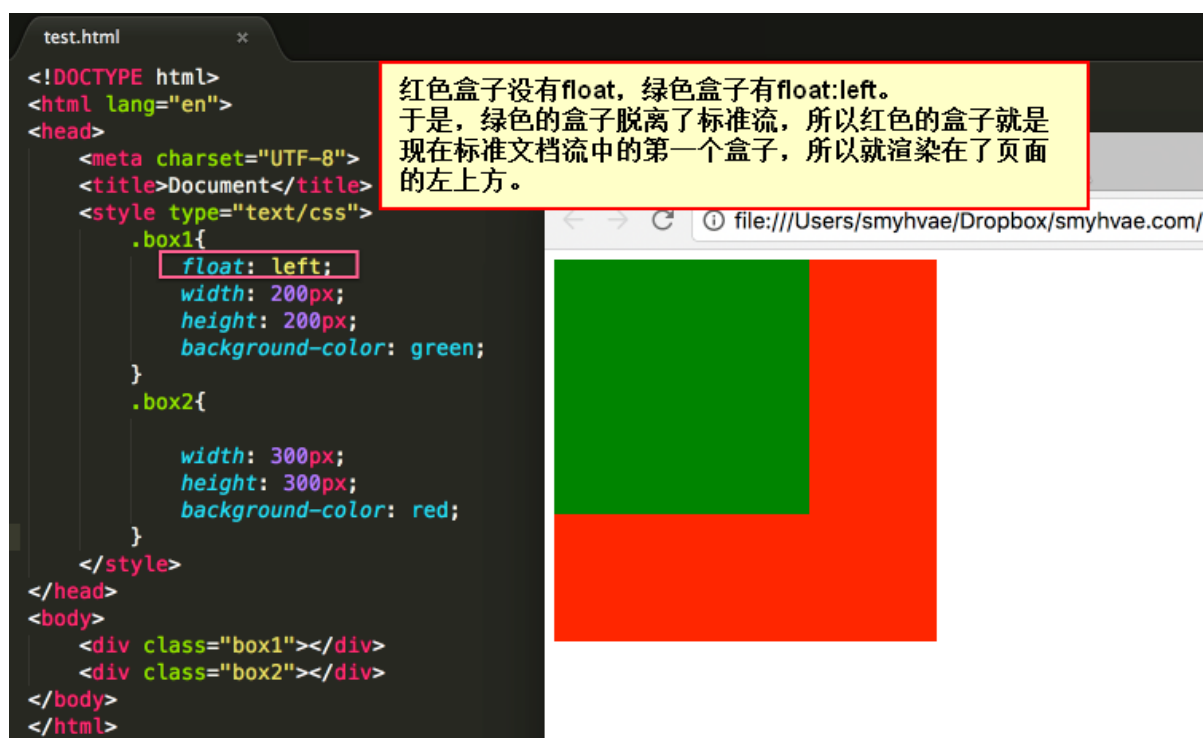 test.html ×
<!DOCTYPE html>
<html lang="en">
<head>
<meta charset="UTF-8">
<title>Document</title>
<style type="text/css">
.box1{
float: left;
width: 200px;
height: 200px;
background-color: green;
}
.box2{
width: 300px;
height: 300px;
background-color: red;
}
</style>
</head>
<body>
<div class="box1"></div>
<div class="box2"></div>
</body>
</html>
红色盒子没有float，绿色盒子有float:left。
于是，绿色的盒子脱离了标准流，所以红色的盒子就是
现在标准文档流中的第一个盒子，所以就渲染在了页面
的左上方。
file:///Users/smyhvae/Dropbox/smyhvae.com/